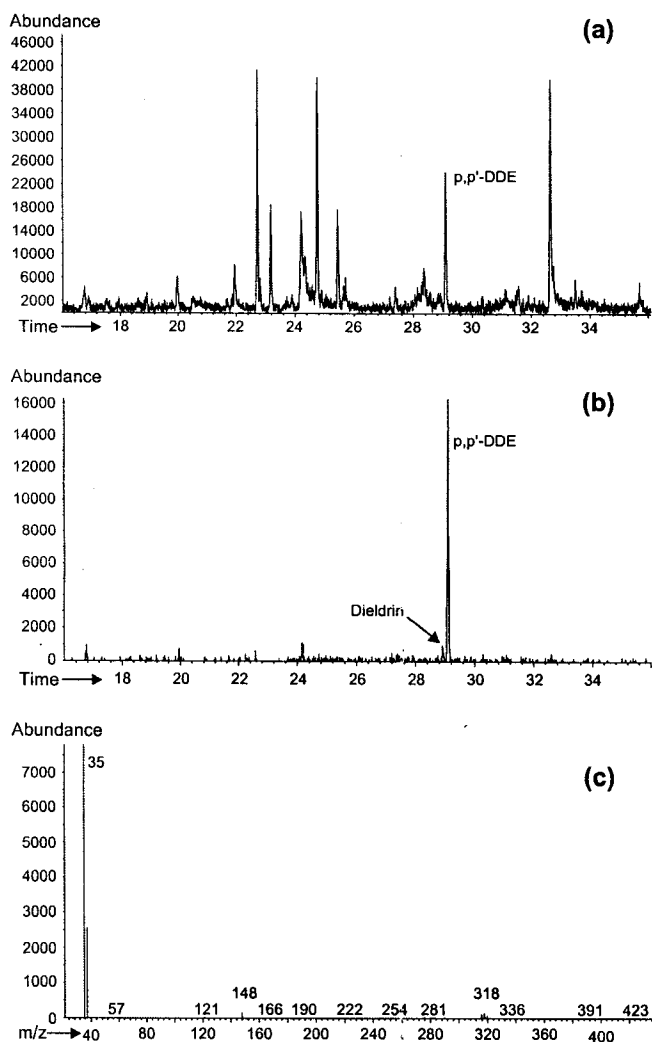 Abundance
(a)
46000
42000
38000
34000
30000
26000
22000
18000
14000
10000
6000
2000
p,p'-DDE
Time
18 20 22 24 26 28 30 32 34
Abundance
(b)
16000
14000
12000
10000
8000
6000
4000
2000
0
p,p'-DDE
Dieldrin
Time
18 20 22 24 26 28 30 32 34
Abundance
(c)
7000
6000
5000
4000
3000
2000
1000
0
35
148 318
57 121 166 190 222 254 281 336 391 423
m/z
40 80 120 160 200 240 280 320 360 400